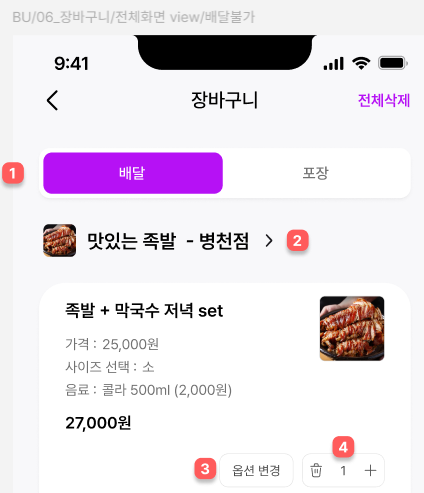 BU/06_장바구니/전체화면 view/배달불가
9:41
장바구니 전체삭제
1 배달 포장
맛있는 족발 - 병천점 2
족발 + 막국수 저녁 set
가격 : 25,000원
사이즈 선택 : 소
음료 : 콜라 500ml (2,000원)
27,000원
4
3 옵션 변경 1